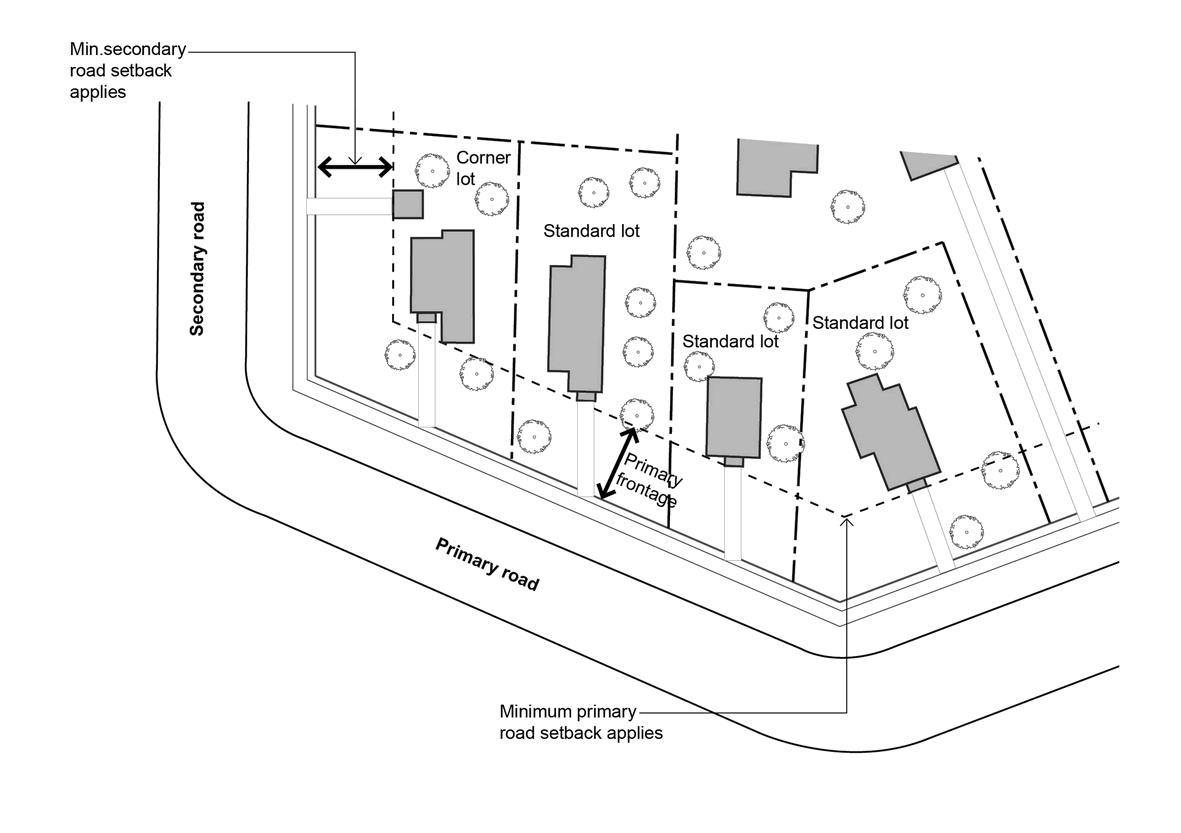 Min.secondary
road setback
applies
Corner
lot
Standard lot
Secondary road
Standard lot
Standard lot
Primary
frontage
Primary road
Minimum primary
road setback applies